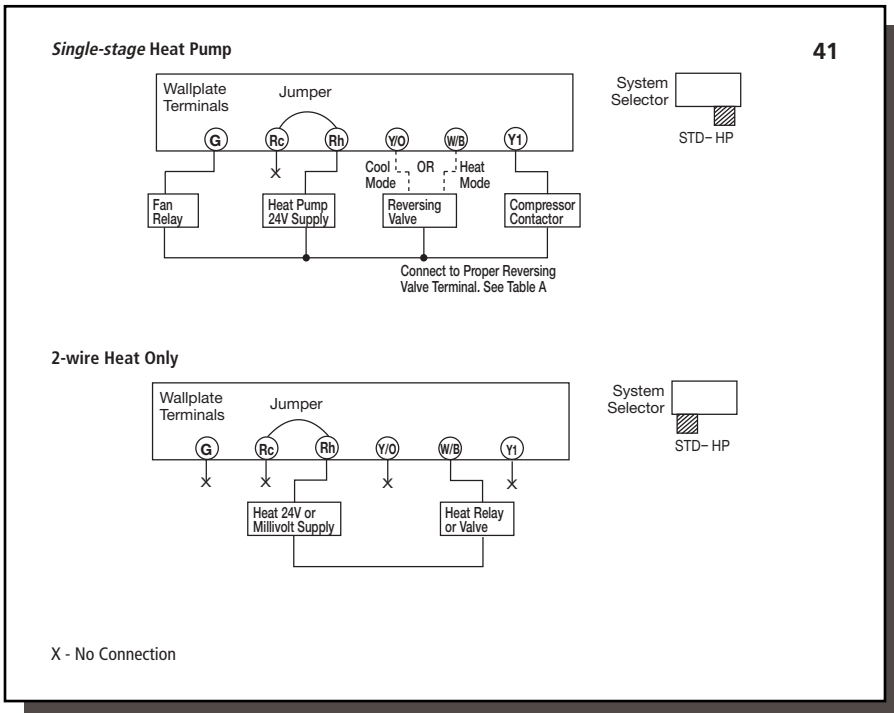 Single-stage Heat Pump
41
Wallplate
Terminals
Jumper
System
Selector
G
Rc
Rh
Y/O
W/B
Y1
STD– HP
X
Cool
Mode
OR
Heat
Mode
Fan
Relay
Heat Pump
24V Supply
Reversing
Valve
Compressor
Contactor
Connect to Proper Reversing
Valve Terminal. See Table A
2-wire Heat Only
Wallplate
Terminals
Jumper
System
Selector
G
Rc
Rh
Y/O
W/B
Y1
STD– HP
X
X
X
X
Heat 24V or
Millivolt Supply
Heat Relay
or Valve
X - No Connection